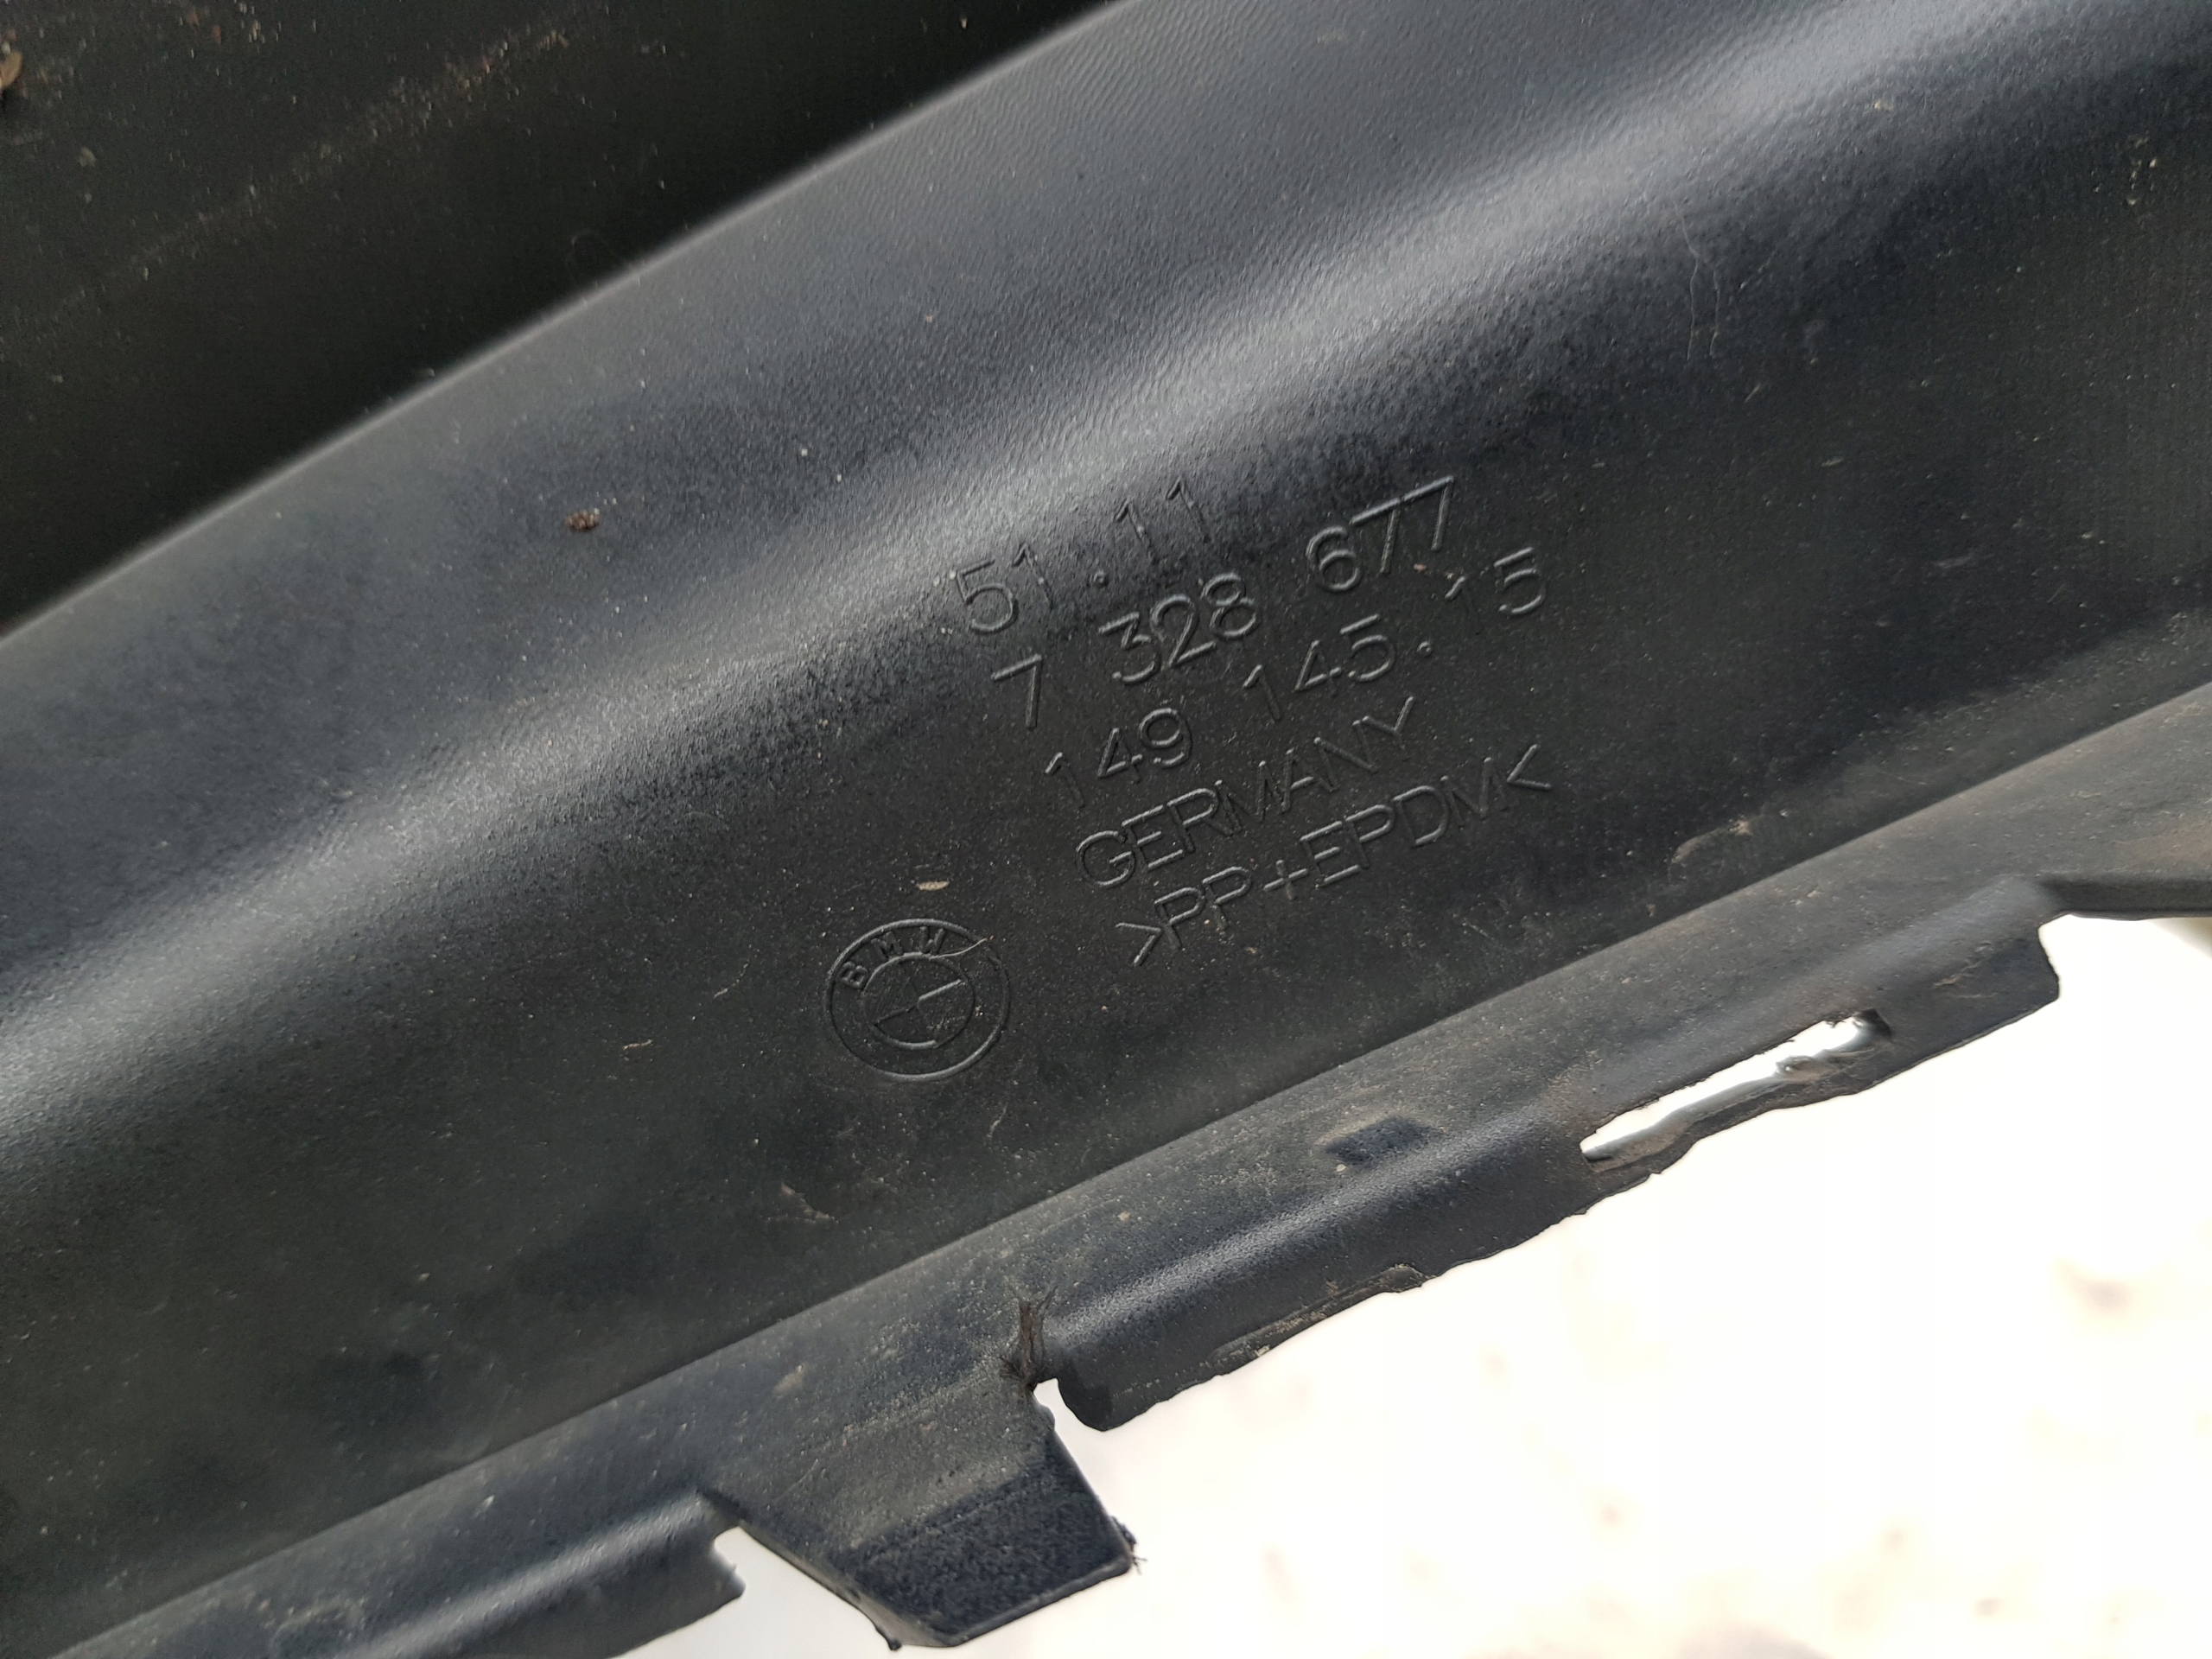 51.11
7 328 677
149 145.15
GERMANY
>PP+EPDM<
BMW